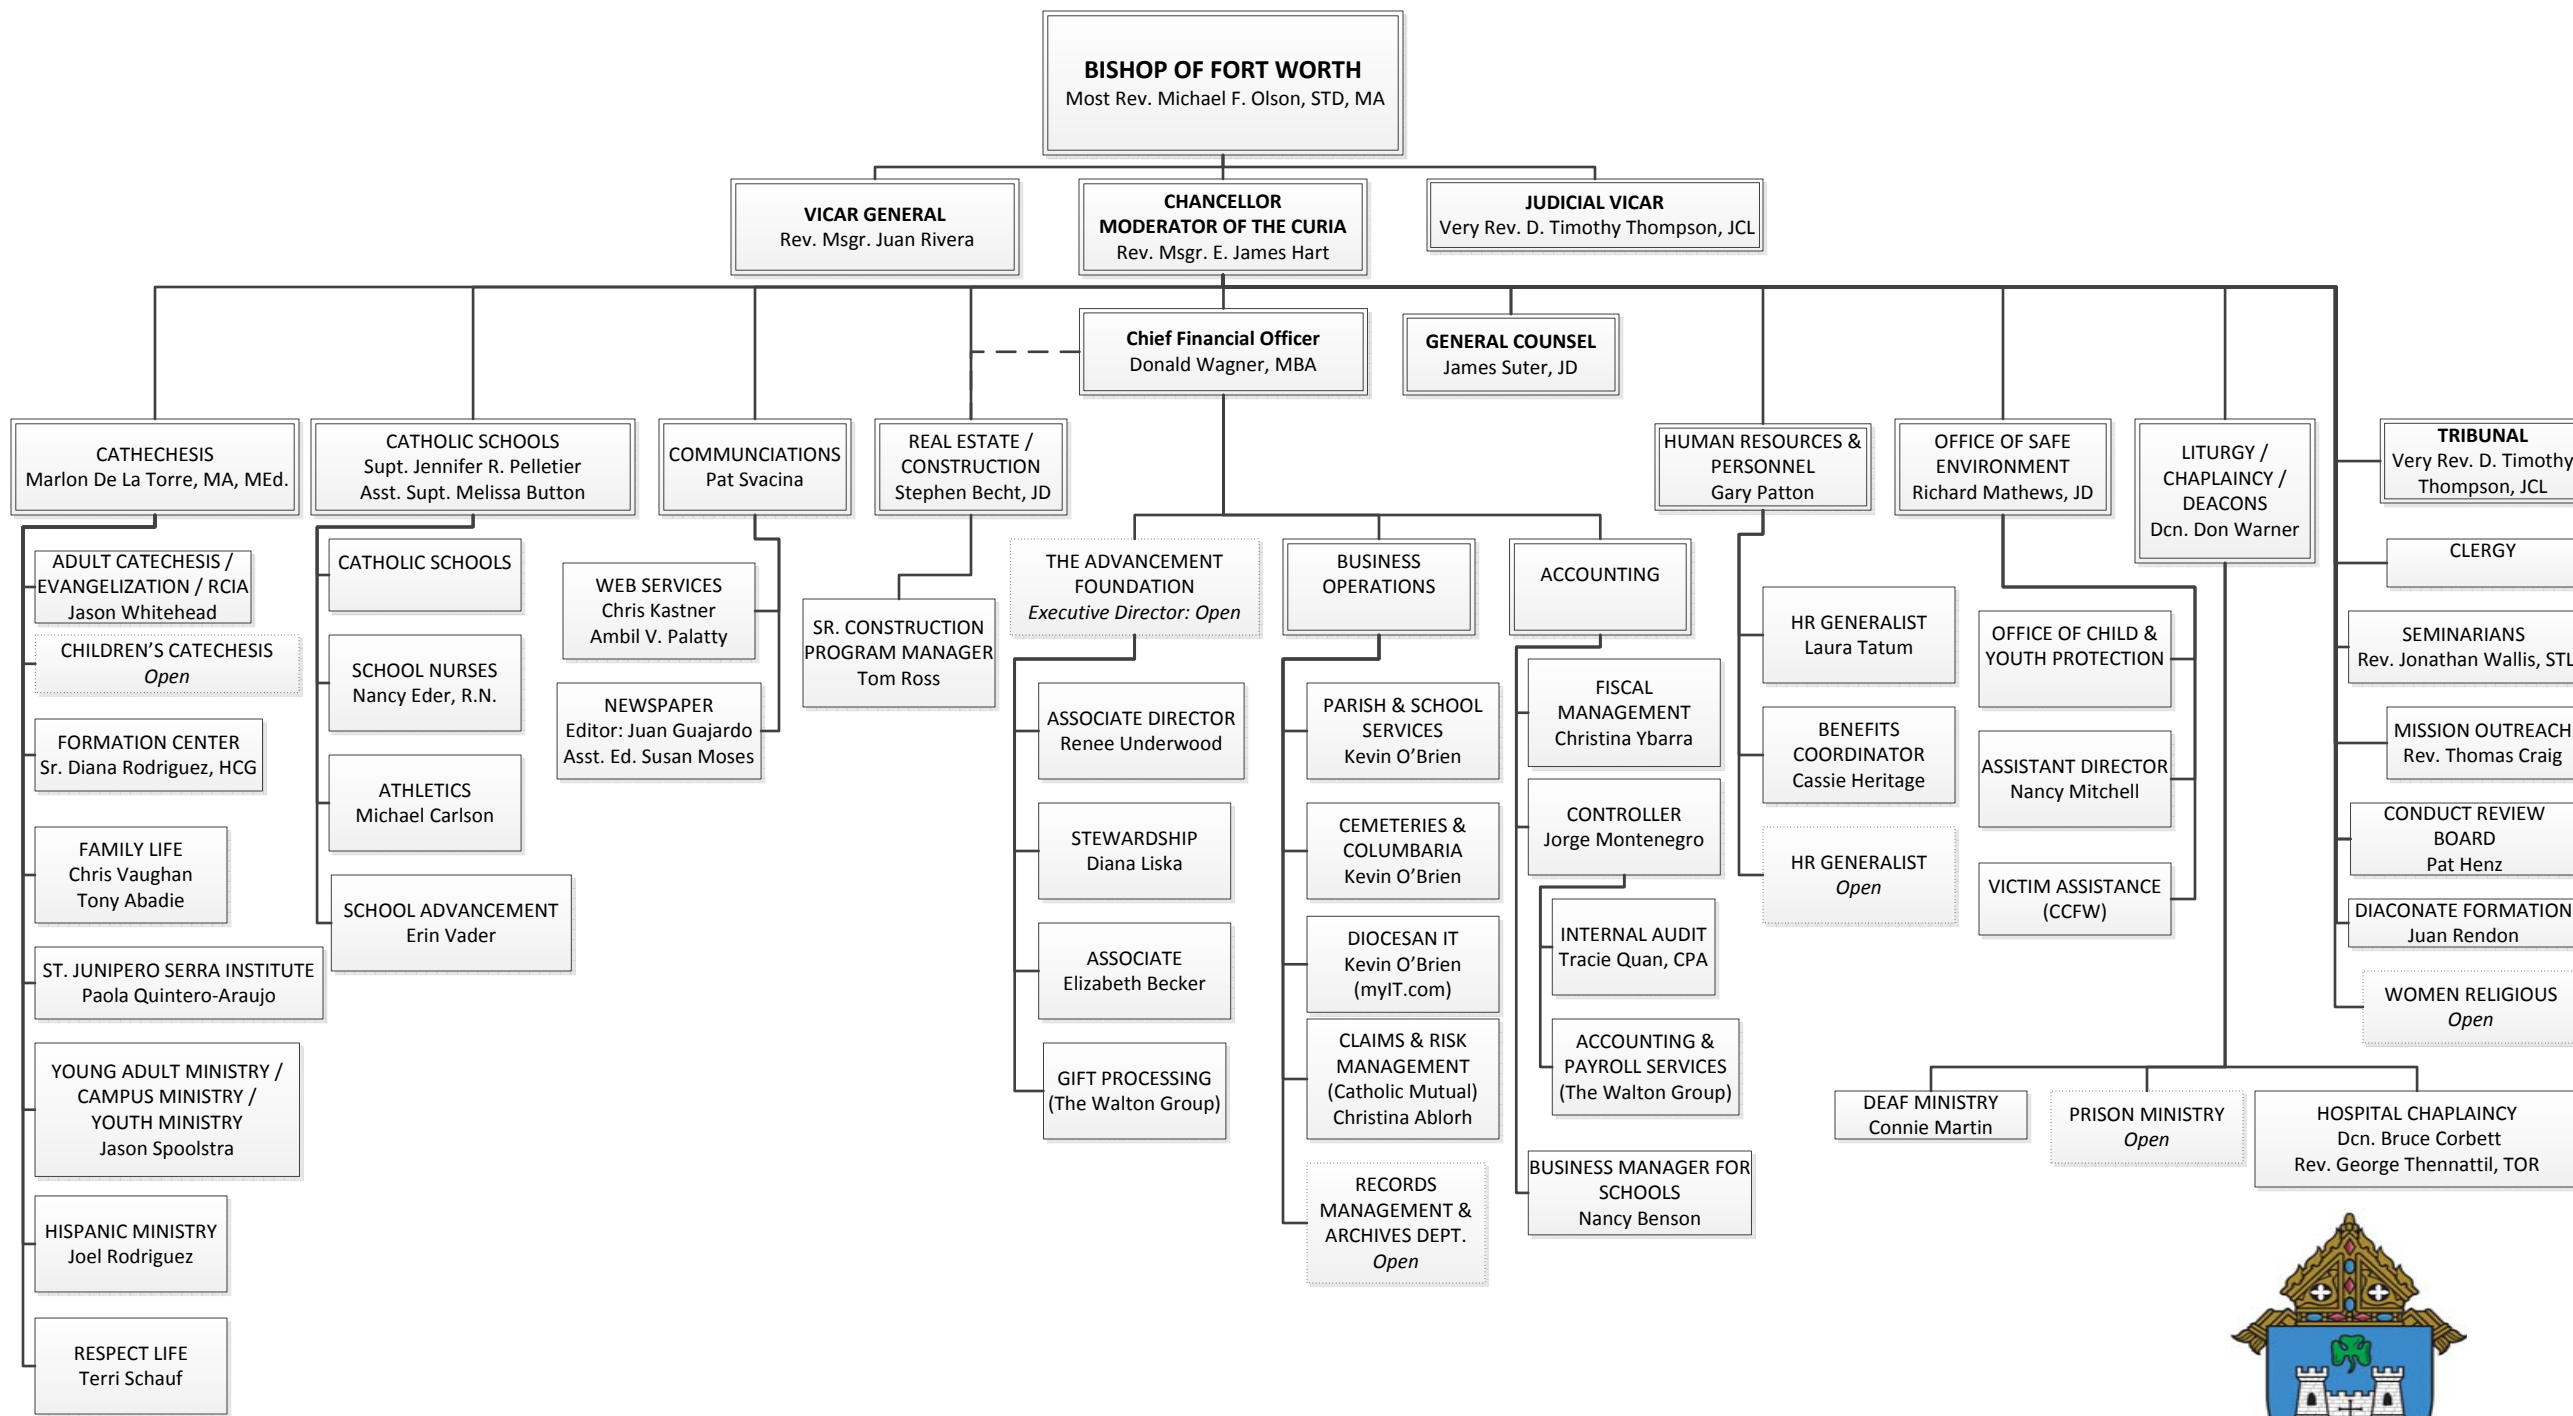 BISHOP OF FORT WORTH
Most Rev. Michael F. Olson, STD, MA
VICAR GENERAL
Rev. Msgr. Juan Rivera
CHANCELLOR
MODERATOR OF THE CURIA
Rev. Msgr. E. James Hart
JUDICIAL VICAR
Very Rev. D. Timothy Thompson, JCL
Chief Financial Officer
Donald Wagner, MBA
GENERAL COUNSEL
James Suter, JD
CATHECHESIS
Marlon De La Torre, MA, MEd.
CATHOLIC SCHOOLS
Supt. Jennifer R. Pelletier
Asst. Supt. Melissa Button
COMMUNCIATIONS
Pat Svacina
REAL ESTATE /
CONSTRUCTION
Stephen Becht, JD
HUMAN RESOURCES &
PERSONNEL
Gary Patton
OFFICE OF SAFE
ENVIRONMENT
Richard Mathews, JD
LITURGY /
CHAPLAINCY /
DEACONS
Dcn. Don Warner
TRIBUNAL
Very Rev. D. Timothy
Thompson, JCL
ADULT CATECHESIS /
EVANGELIZATION / RCIA
Jason Whitehead
CHILDREN’S CATECHESIS
Open
FORMATION CENTER
Sr. Diana Rodriguez, HCG
FAMILY LIFE
Chris Vaughan
Tony Abadie
ST. JUNIPERO SERRA INSTITUTE
Paola Quintero-Araujo
YOUNG ADULT MINISTRY /
CAMPUS MINISTRY /
YOUTH MINISTRY
Jason Spoolstra
HISPANIC MINISTRY
Joel Rodriguez
RESPECT LIFE
Terri Schauf
CATHOLIC SCHOOLS
SCHOOL NURSES
Nancy Eder, R.N.
ATHLETICS
Michael Carlson
SCHOOL ADVANCEMENT
Erin Vader
WEB SERVICES
Chris Kastner
Ambil V. Palatty
NEWSPAPER
Editor: Juan Guajardo
Asst. Ed. Susan Moses
SR. CONSTRUCTION
PROGRAM MANAGER
Tom Ross
THE ADVANCEMENT
FOUNDATION
Executive Director: Open
ASSOCIATE DIRECTOR
Renee Underwood
STEWARDSHIP
Diana Liska
ASSOCIATE
Elizabeth Becker
GIFT PROCESSING
(The Walton Group)
BUSINESS
OPERATIONS
PARISH & SCHOOL
SERVICES
Kevin O’Brien
CEMETERIES &
COLUMBARIA
Kevin O’Brien
DIOCESAN IT
Kevin O’Brien
(myIT.com)
CLAIMS & RISK
MANAGEMENT
(Catholic Mutual)
Christina Ablorh
RECORDS
MANAGEMENT &
ARCHIVES DEPT.
Open
ACCOUNTING
FISCAL
MANAGEMENT
Christina Ybarra
CONTROLLER
Jorge Montenegro
INTERNAL AUDIT
Tracie Quan, CPA
ACCOUNTING &
PAYROLL SERVICES
(The Walton Group)
BUSINESS MANAGER FOR
SCHOOLS
Nancy Benson
HR GENERALIST
Laura Tatum
BENEFITS
COORDINATOR
Cassie Heritage
HR GENERALIST
Open
OFFICE OF CHILD &
YOUTH PROTECTION
ASSISTANT DIRECTOR
Nancy Mitchell
VICTIM ASSISTANCE
(CCFW)
DEAF MINISTRY
Connie Martin
PRISON MINISTRY
Open
HOSPITAL CHAPLAINCY
Dcn. Bruce Corbett
Rev. George Thennattil, TOR
CLERGY
SEMINARIANS
Rev. Jonathan Wallis, STL
MISSION OUTREACH
Rev. Thomas Craig
CONDUCT REVIEW
BOARD
Pat Henz
DIACONATE FORMATION
Juan Rendon
WOMEN RELIGIOUS
Open